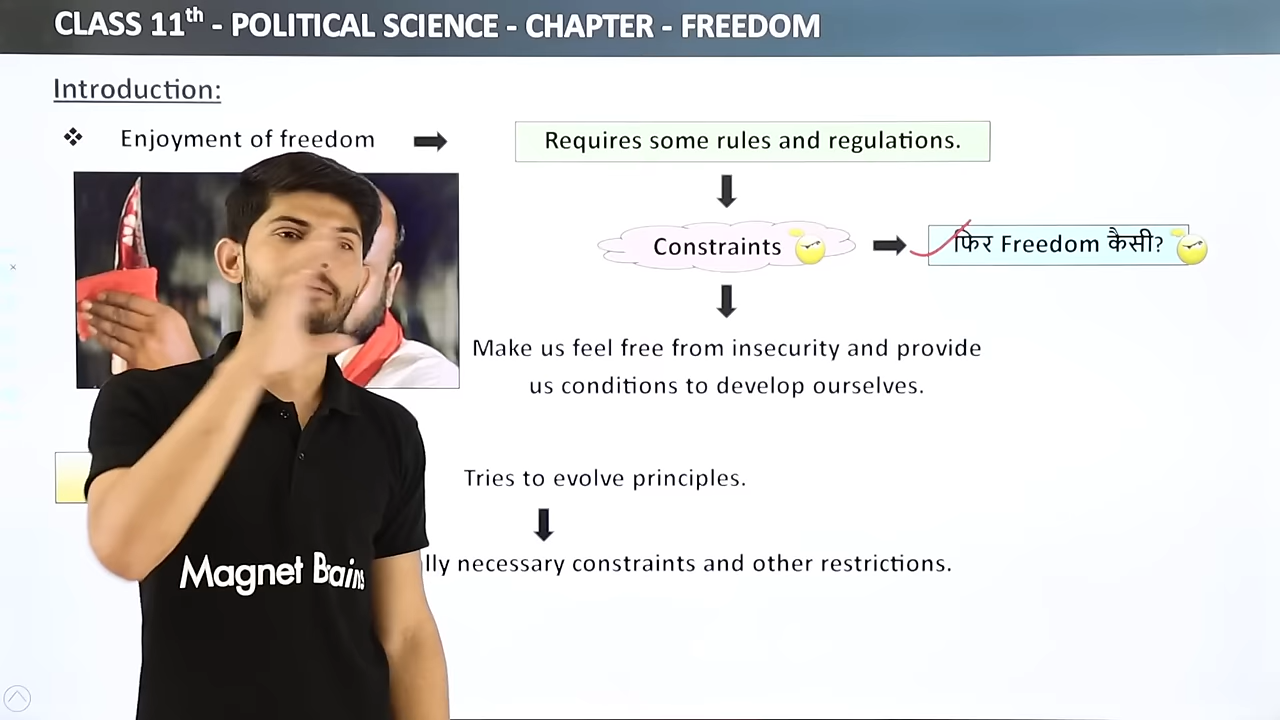 CLASS 11th - POLITICAL SCIENCE - CHAPTER - FREEDOM
Introduction:
Enjoyment of freedom
Requires some rules and regulations.
Constraints
फिर Freedom कैसी?
Make us feel free from insecurity and provide
us conditions to develop ourselves.
Tries to evolve principles.
necessary constraints and other restrictions.
Magnet Brains